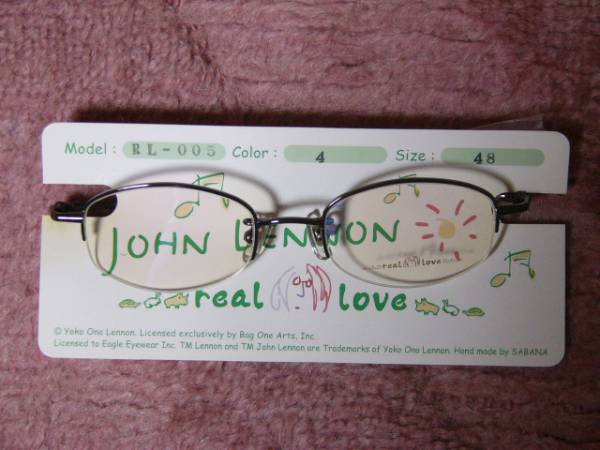 Model : RL-005 Color : 4 Size : 48
JOHN LENNON
real love
real love
© Yoko Ono Lennon. Licensed exclusively by Bag One Arts, Inc.
Licensed to Eagle Eyewear Inc. TM Lennon and TM John Lennon are Trademarks of Yoko Ono Lennon. Hand made by SABANA